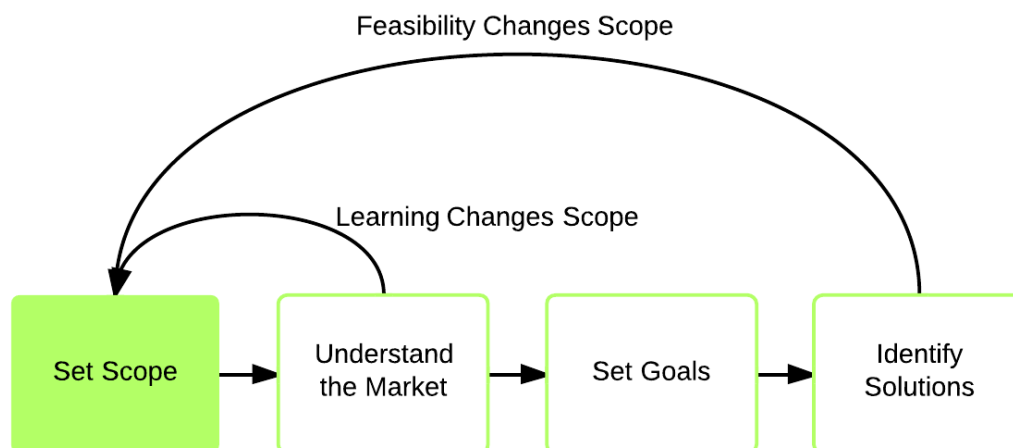 Feasibility Changes Scope
Learning Changes Scope
Set Scope
Understand
the Market
Set Goals
Identify
Solutions